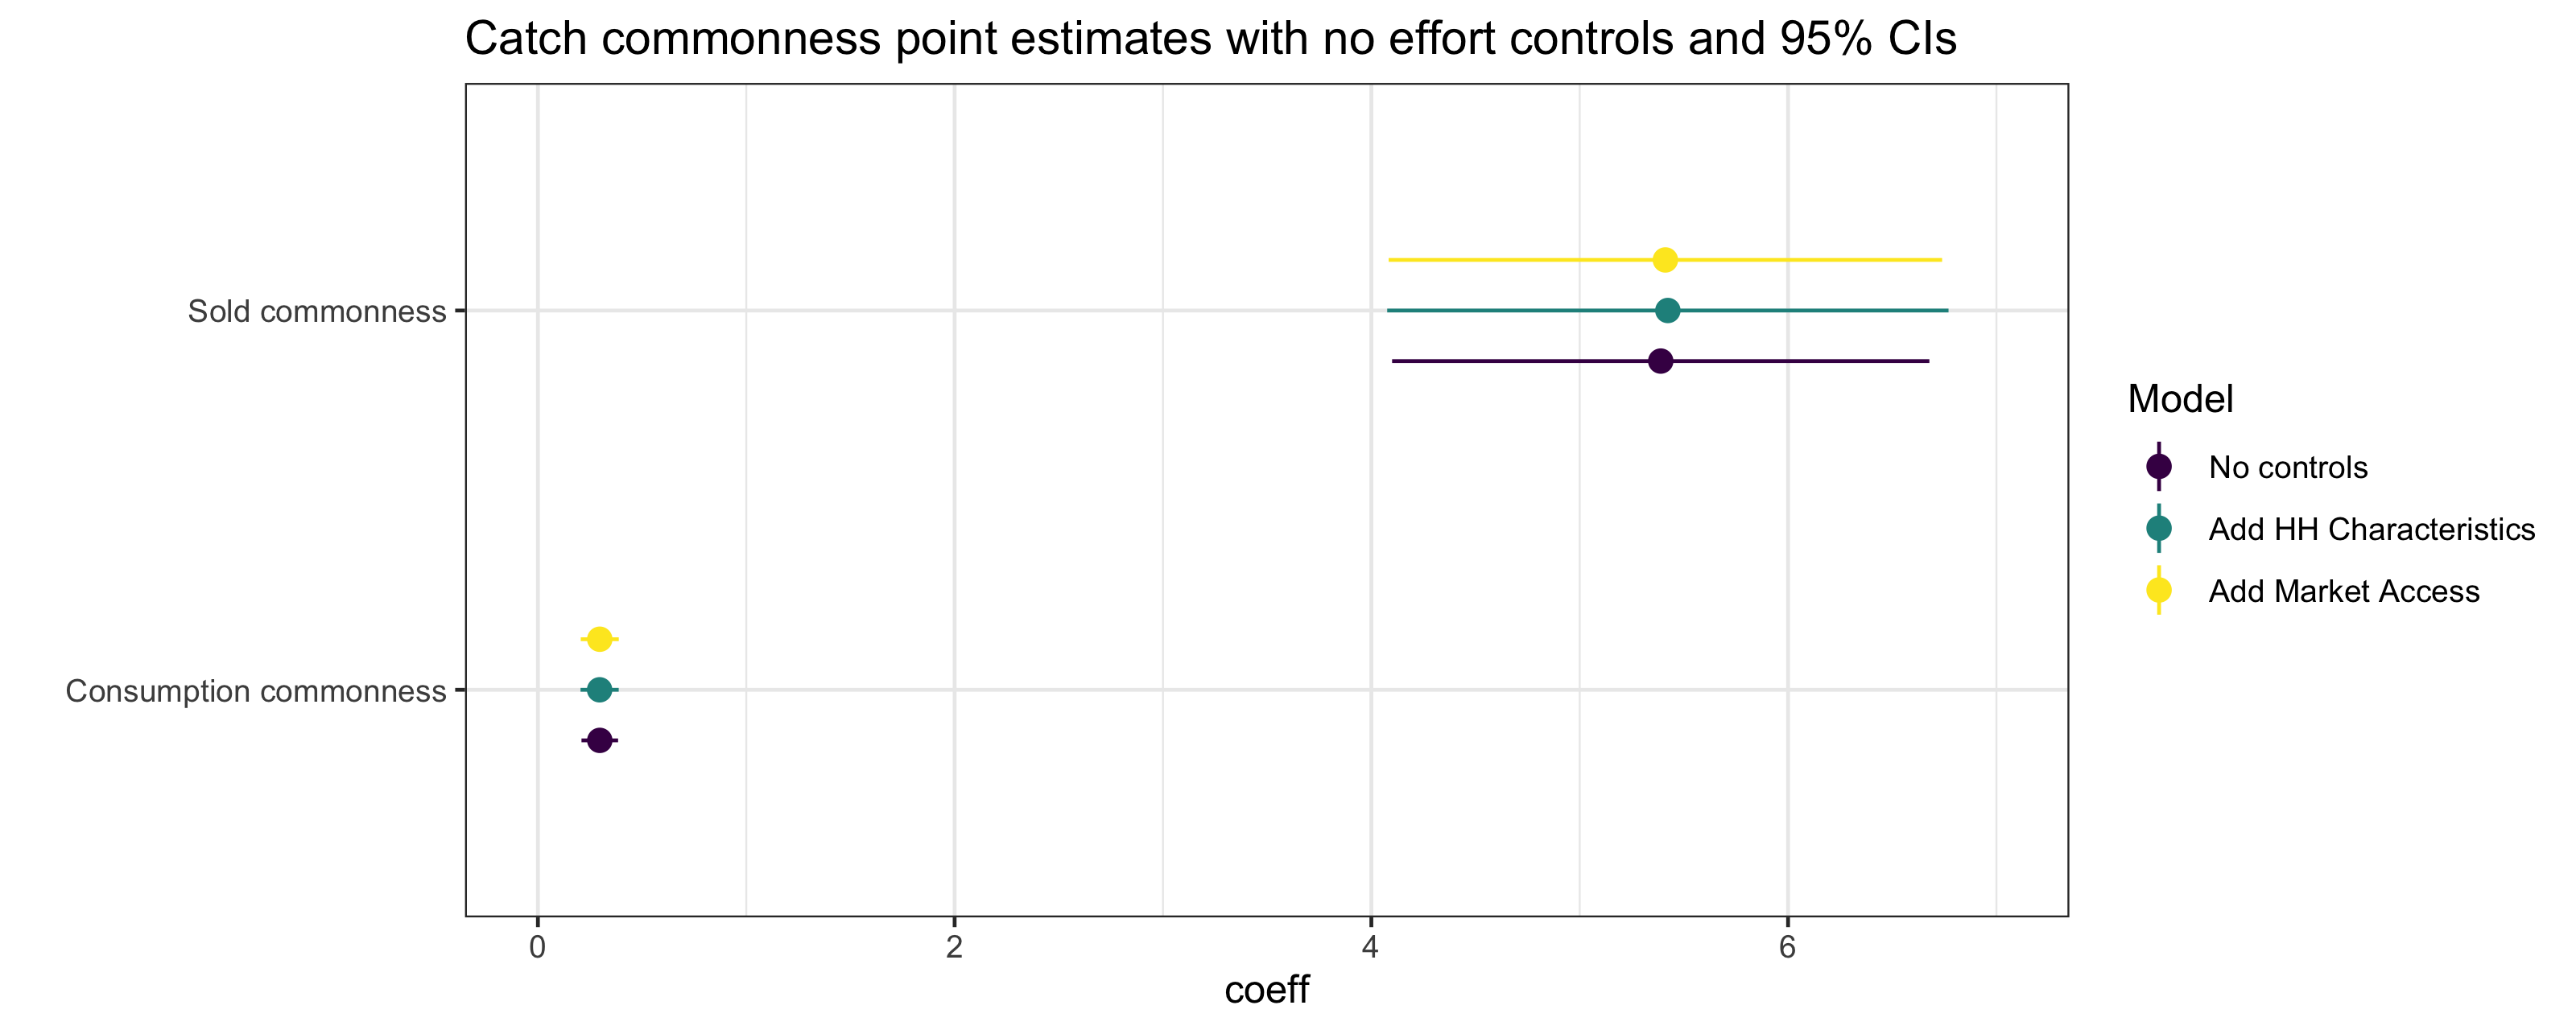 Catch commonness point estimates with no effort controls and 95% CIs
Sold commonness
Consumption commonness
0
2
4
6
coeff
Model
No controls
Add HH Characteristics
Add Market Access